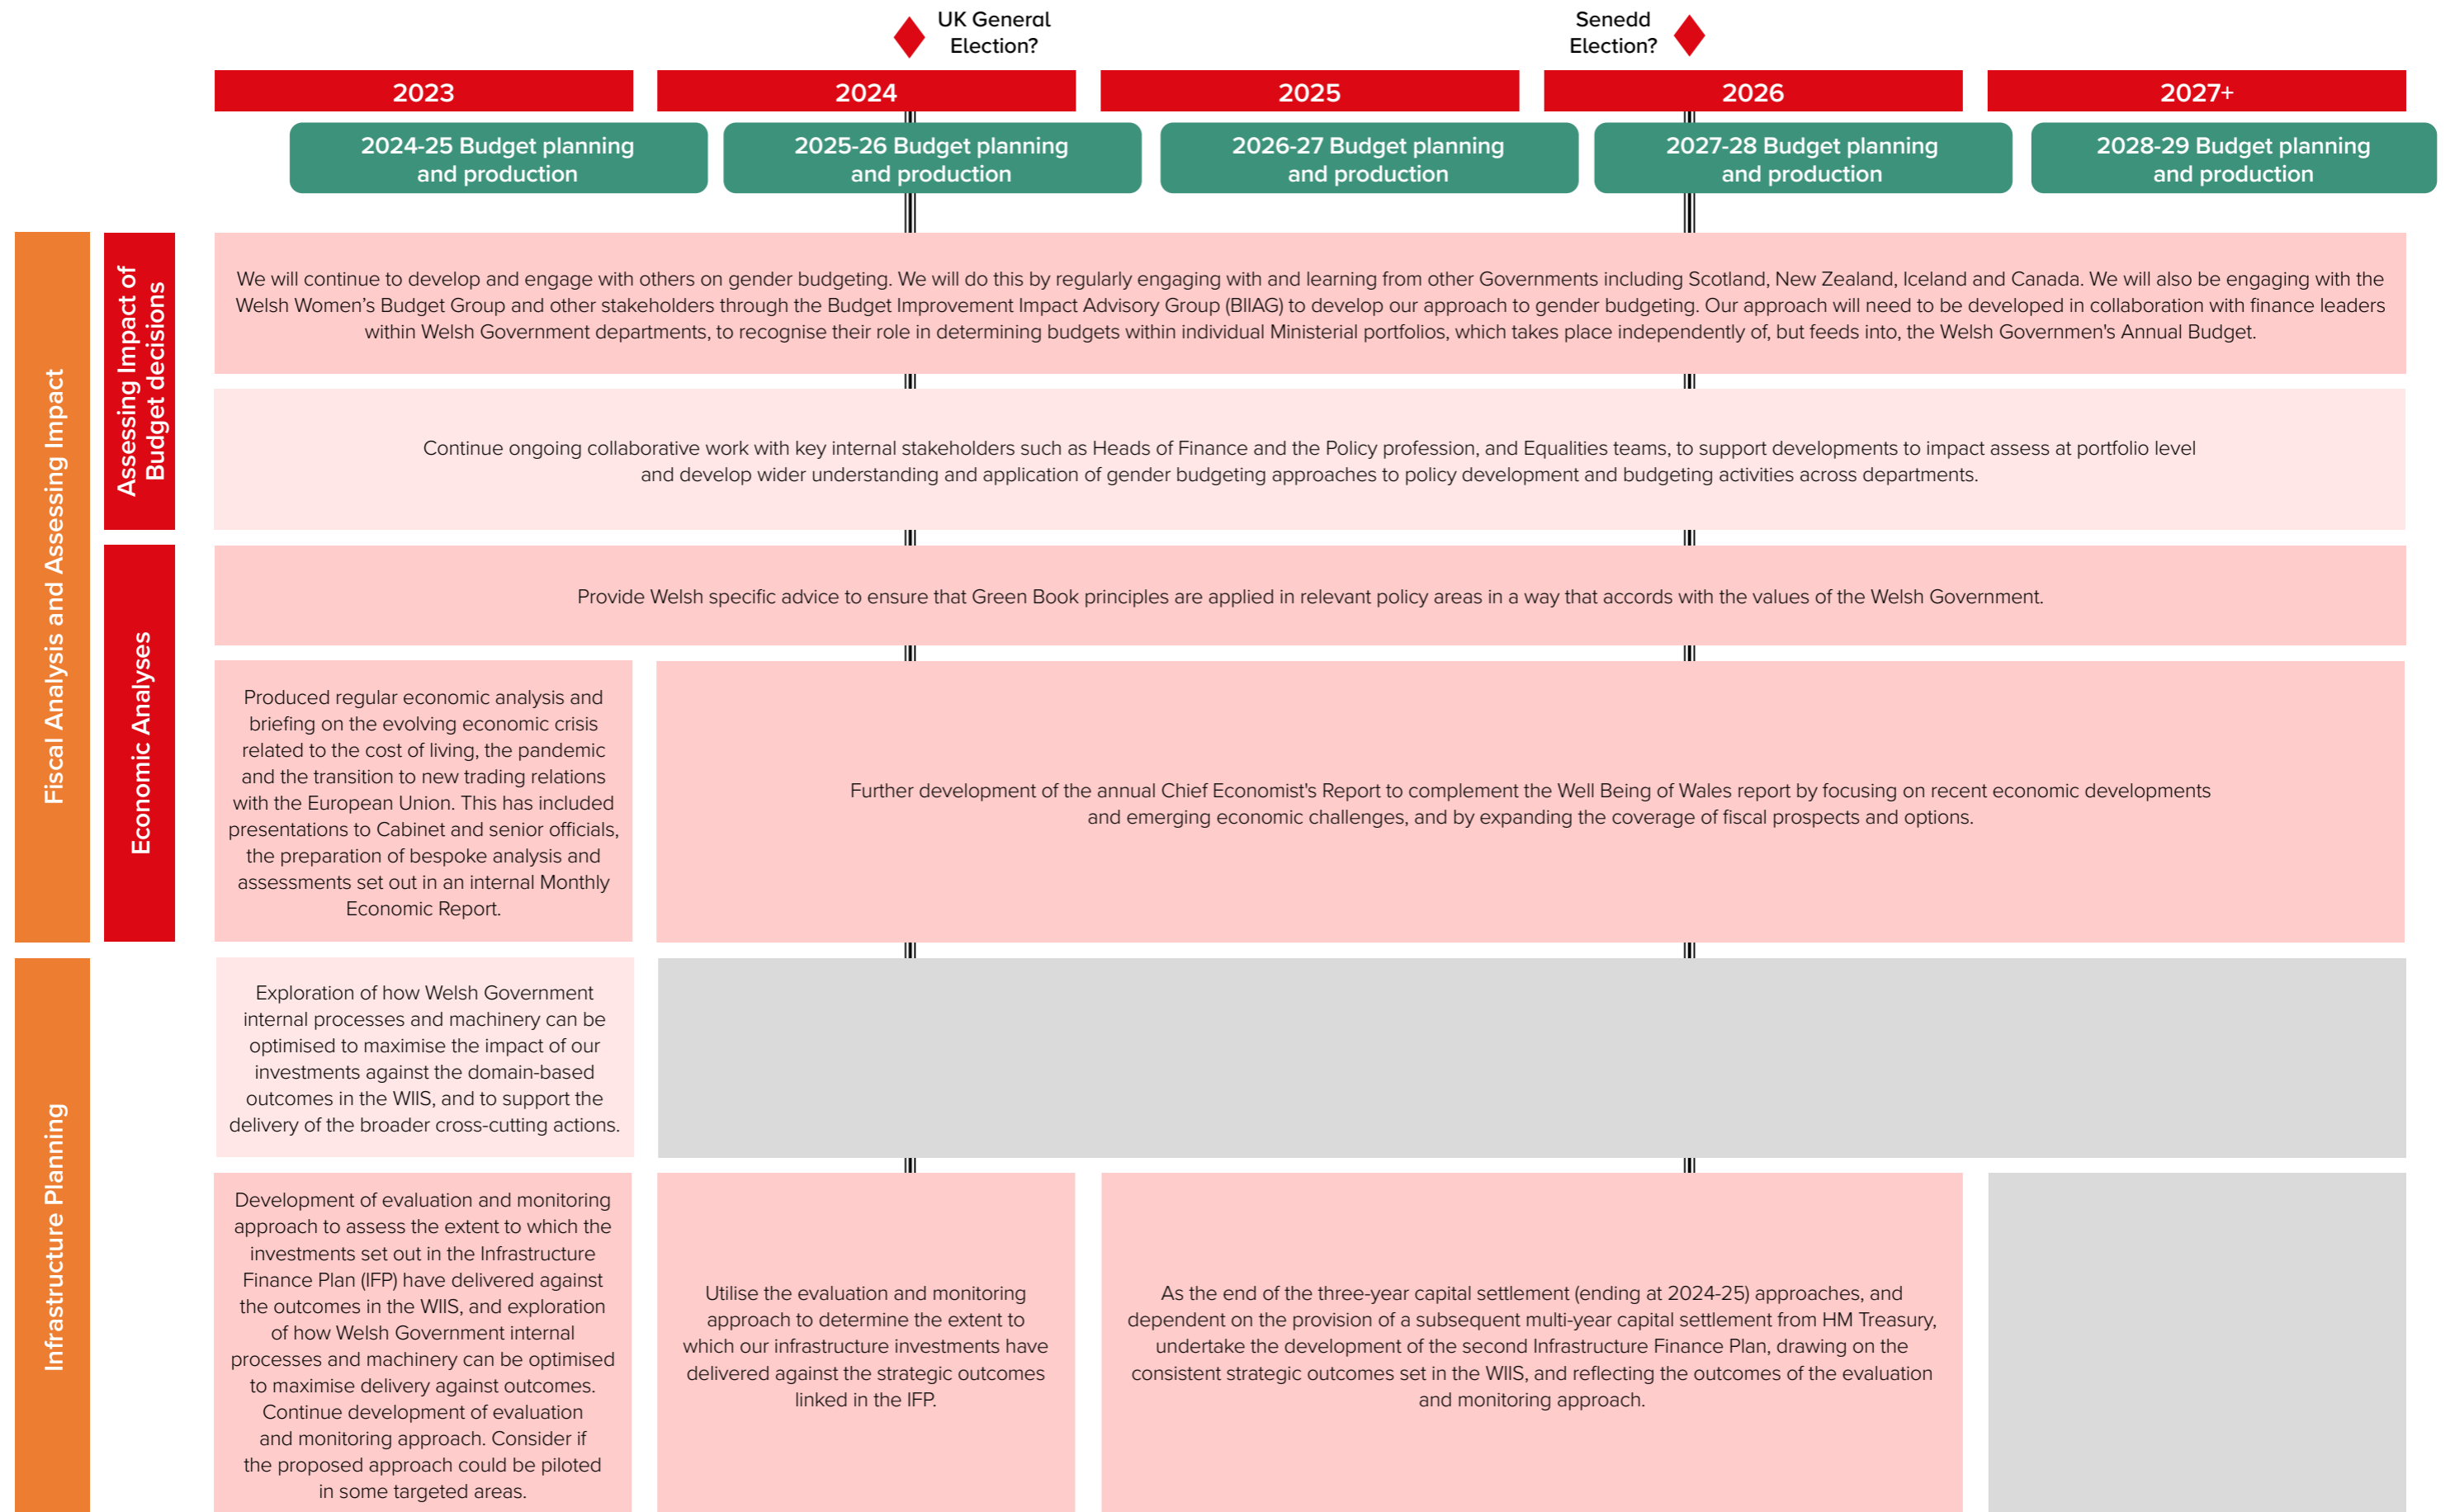 UK General
Election?
Senedd
Election?
2023
2024
2025
2026
2027+
2024-25 Budget planning
and production
2025-26 Budget planning
and production
2026-27 Budget planning
and production
2027-28 Budget planning
and production
2028-29 Budget planning
and production
Fiscal Analysis and Assessing Impact
Assessing Impact of
Budget decisions
We will continue to develop and engage with others on gender budgeting. We will do this by regularly engaging with and learning from other Governments including Scotland, New Zealand, Iceland and Canada. We will also be engaging with the
Welsh Women’s Budget Group and other stakeholders through the Budget Improvement Impact Advisory Group (BIIAG) to develop our approach to gender budgeting. Our approach will need to be developed in collaboration with finance leaders
within Welsh Government departments, to recognise their role in determining budgets within individual Ministerial portfolios, which takes place independently of, but feeds into, the Welsh Governmen's Annual Budget.
Continue ongoing collaborative work with key internal stakeholders such as Heads of Finance and the Policy profession, and Equalities teams, to support developments to impact assess at portfolio level
and develop wider understanding and application of gender budgeting approaches to policy development and budgeting activities across departments.
Economic Analyses
Provide Welsh specific advice to ensure that Green Book principles are applied in relevant policy areas in a way that accords with the values of the Welsh Government.
Produced regular economic analysis and
briefing on the evolving economic crisis
related to the cost of living, the pandemic
and the transition to new trading relations
with the European Union. This has included
presentations to Cabinet and senior officials,
the preparation of bespoke analysis and
assessments set out in an internal Monthly
Economic Report.
Further development of the annual Chief Economist's Report to complement the Well Being of Wales report by focusing on recent economic developments
and emerging economic challenges, and by expanding the coverage of fiscal prospects and options.
Infrastructure Planning
Exploration of how Welsh Government
internal processes and machinery can be
optimised to maximise the impact of our
investments against the domain-based
outcomes in the WIIS, and to support the
delivery of the broader cross-cutting actions.
Development of evaluation and monitoring
approach to assess the extent to which the
investments set out in the Infrastructure
Finance Plan (IFP) have delivered against
the outcomes in the WIIS, and exploration
of how Welsh Government internal
processes and machinery can be optimised
to maximise delivery against outcomes.
Continue development of evaluation
and monitoring approach. Consider if
the proposed approach could be piloted
in some targeted areas.
Utilise the evaluation and monitoring
approach to determine the extent to
which our infrastructure investments have
delivered against the strategic outcomes
linked in the IFP.
As the end of the three-year capital settlement (ending at 2024-25) approaches, and
dependent on the provision of a subsequent multi-year capital settlement from HM Treasury,
undertake the development of the second Infrastructure Finance Plan, drawing on the
consistent strategic outcomes set in the WIIS, and reflecting the outcomes of the evaluation
and monitoring approach.